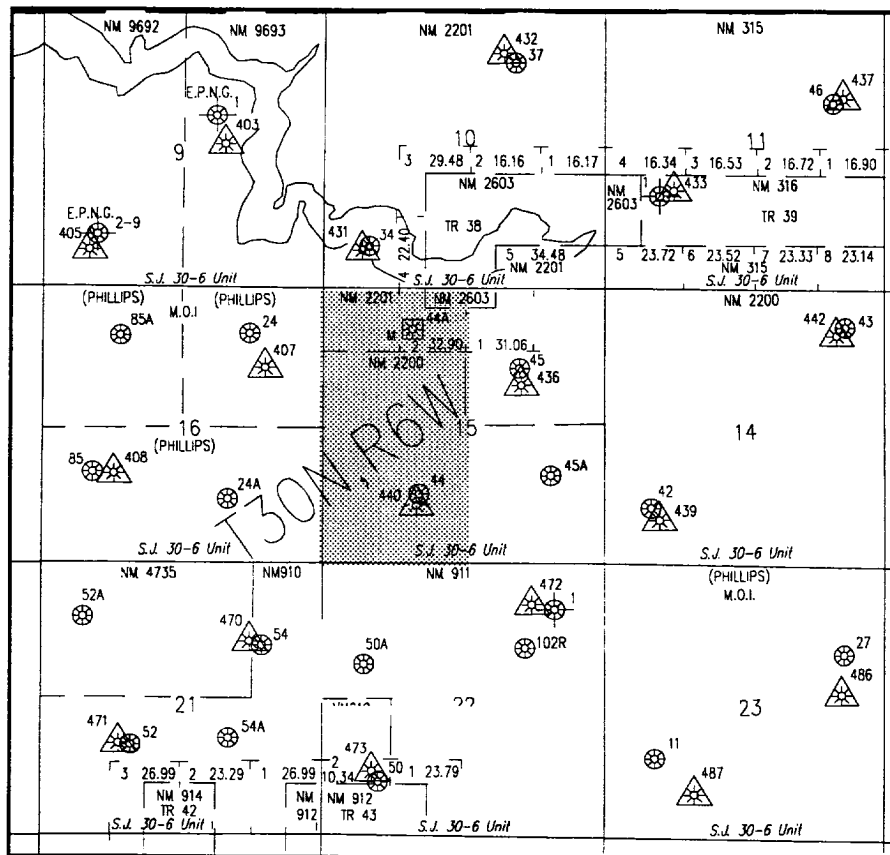 NM 9692 NM 9693 NM 2201 NM 315
432
37
437
46
E.P.N.G. 1
403
9 10 11
3 29.48 2 16.16 1 16.17 4 16.34 3 16.53 2 16.72 1 16.90
NM 2603 NM 2603 1 433 NM 316
TR 38 TR 39
E.P.N.G. 2-9
405
431 34
22.40
4
5 34.48 5 23.72 6 23.52 7 23.33 8 23.14
NM 2201 NM 315
S.J. 30-6 Unit S.J. 30-6 Unit S.J. 30-6 Unit
(PHILLIPS) (PHILLIPS) NM 2201 NM 2603 NM 2200
M.O.I
85A 24 44A 442 43
M
2 32.90 1 31.06
NM 2200
407 45
436
16 15 14
(PHILLIPS)
T30N, R6W
85 408 45A
24A 44 42
440 439
S.J. 30-6 Unit S.J. 30-6 Unit S.J. 30-6 Unit
NM 4735 NM910 NM 911 (PHILLIPS)
M.O.I.
52A 472 1
470 54 50A 102R 27
486
21 22 23
471 52 54A 473 50 11
3 26.99 2 23.29 1 26.99 2 10.34 1 23.79
487
NM 914 NM NM 912
TR 42 912 TR 43
S.J. 30-6 Unit S.J. 30-6 Unit S.J. 30-6 Unit